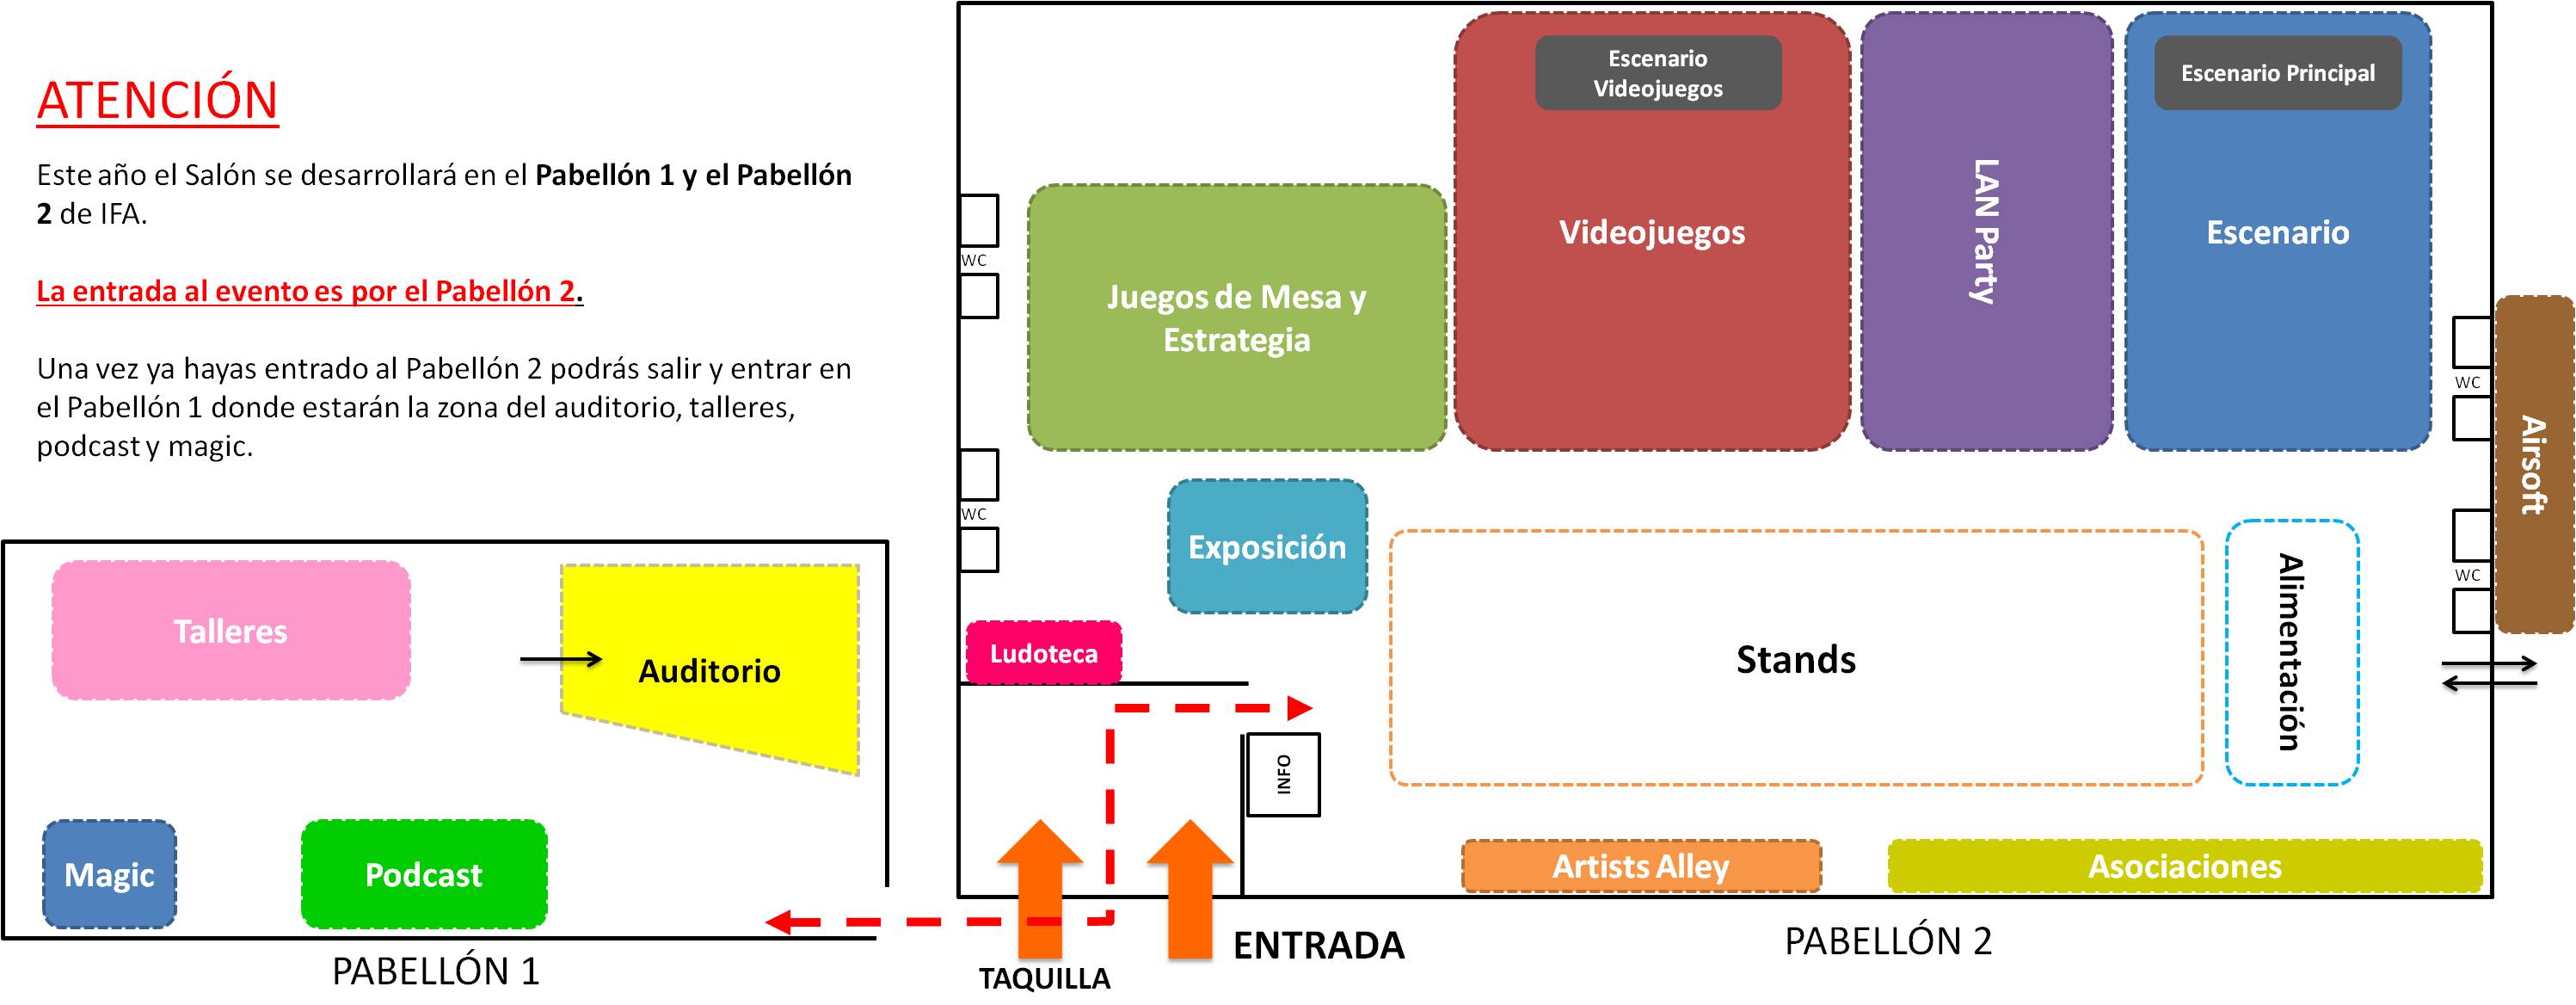 ATENCIÓN
Este año el Salón se desarrollará en el Pabellón 1 y el Pabellón
2 de IFA.
La entrada al evento es por el Pabellón 2.
Una vez ya hayas entrado al Pabellón 2 podrás salir y entrar en
el Pabellón 1 donde estarán la zona del auditorio, talleres,
podcast y magic.
Talleres
Auditorio
Magic
Podcast
PABELLÓN 1
Escenario
Videojuegos
Escenario Principal
Juegos de Mesa y
Estrategia
Videojuegos
LAN Party
Escenario
WC
WC
WC
WC
Airsoft
Exposición
Ludoteca
Stands
Alimentación
INFO
Artists Alley
Asociaciones
TAQUILLA
ENTRADA
PABELLÓN 2